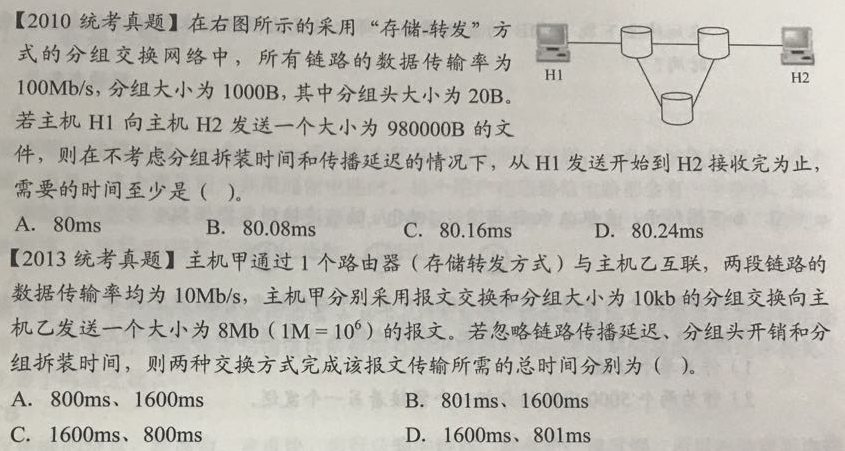 【2010 统考真题】在右图所示的采用“存储-转发”方
式的分组交换网络中，所有链路的数据传输率为
100Mb/s，分组大小为 1000B，其中分组头大小为 20B。
若主机 H1 向主机 H2 发送一个大小为 980000B 的文
件，则在不考虑分组拆装时间和传播延迟的情况下，从 H1 发送开始到 H2 接收完为止，
需要的时间至少是（ ）。
H1
H2
A. 80ms B. 80.08ms C. 80.16ms D. 80.24ms
【2013 统考真题】主机甲通过 1 个路由器（存储转发方式）与主机乙互联，两段链路的
数据传输率均为 10Mb/s，主机甲分别采用报文交换和分组大小为 10kb 的分组交换向主
机乙发送一个大小为 8Mb（1M = 10⁶）的报文。若忽略链路传播延迟、分组头开销和分
组拆装时间，则两种交换方式完成该报文传输所需的总时间分别为（ ）。
A. 800ms、1600ms B. 801ms、1600ms
C. 1600ms、800ms D. 1600ms、801ms